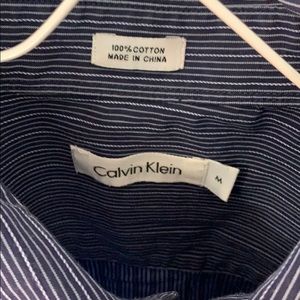 100% COTTON
MADE IN CHINA
Calvin Klein
M